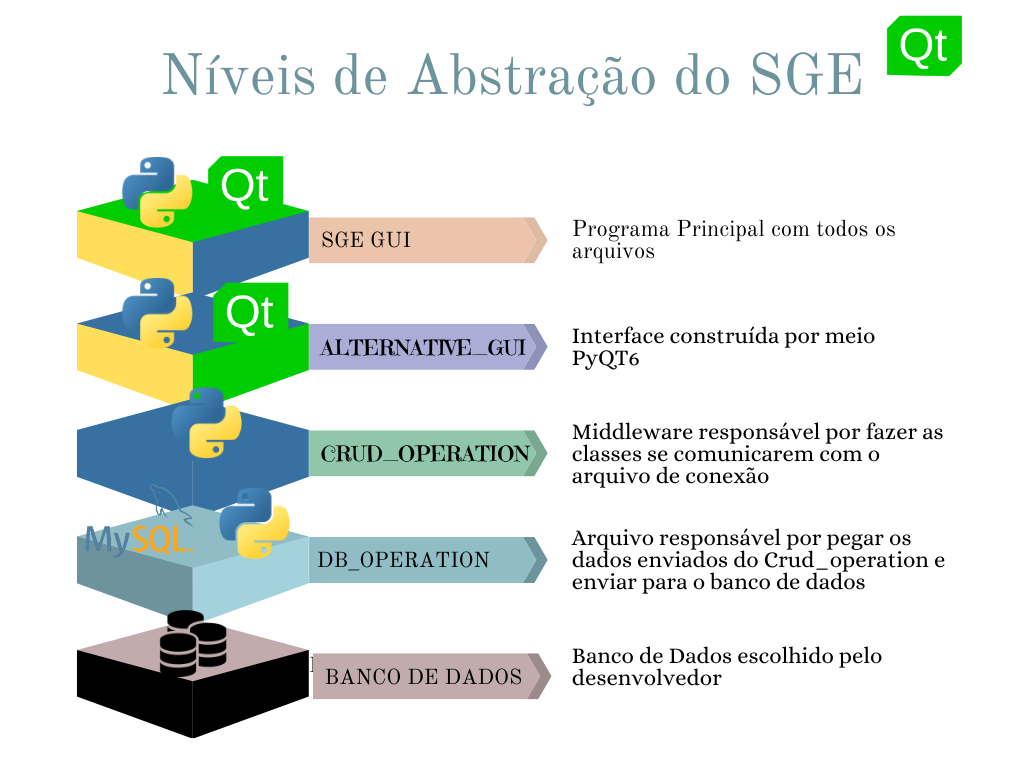 Níveis de Abstração do SGE
Qt
Qt
SGE GUI
Programa Principal com todos os
arquivos
Qt
ALTERNATIVE_GUI
Interface construída por meio
PyQT6
CRUD_OPERATION
Middleware responsável por fazer as
classes se comunicarem com o
arquivo de conexão
MySQL
DB_OPERATION
Arquivo responsável por pegar os
dados enviados do Crud_operation e
enviar para o banco de dados
BANCO DE DADOS
Banco de Dados escolhido pelo
desenvolvedor